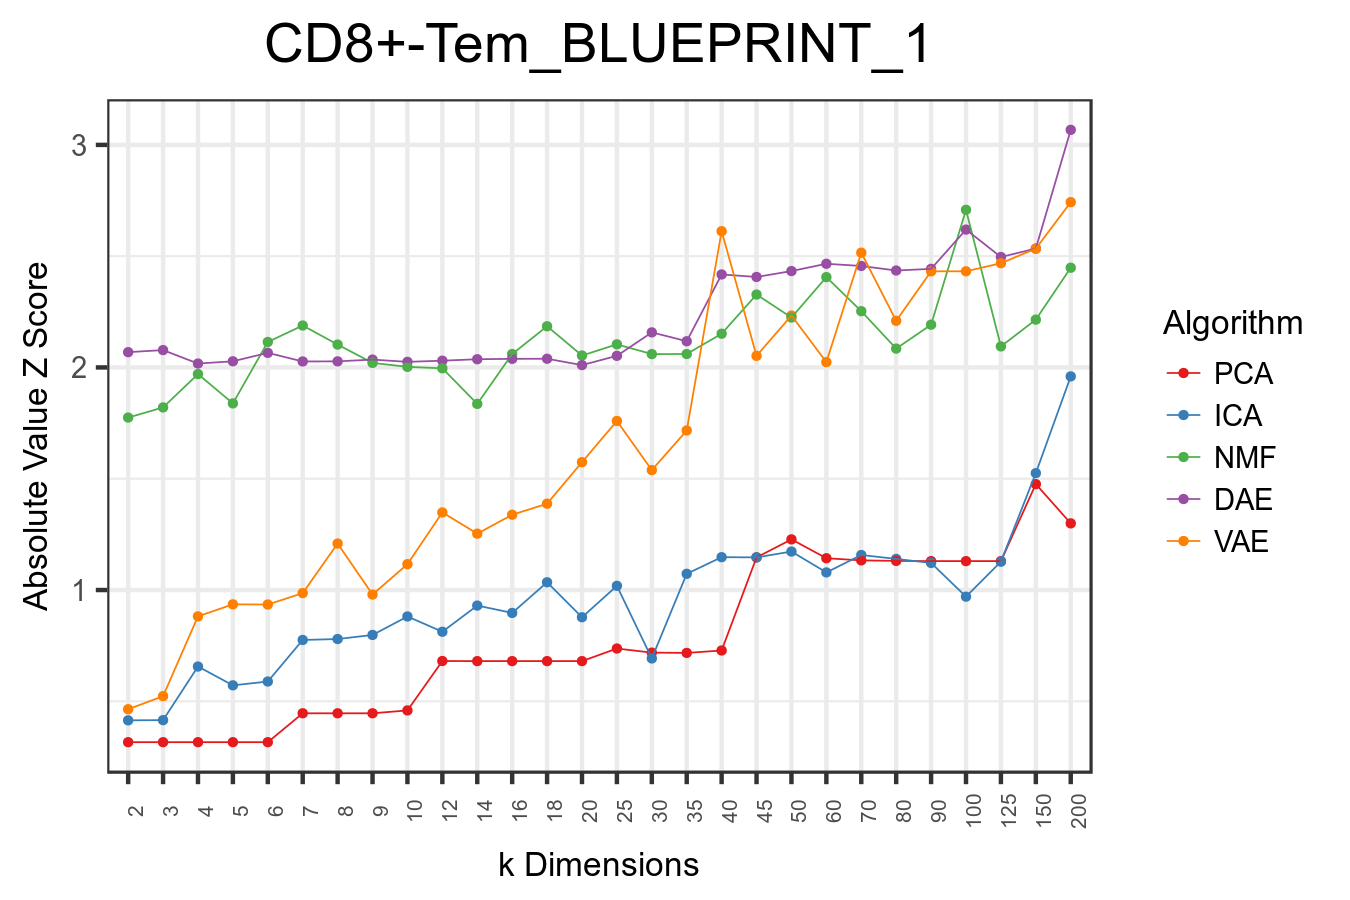 CD8+-Tem_BLUEPRINT_1
Absolute Value Z Score
3
2
1
2 3 4 5 6 7 8 9 10 12 14 16 18 20 25 30 35 40 45 50 60 70 80 90 100 125 150 200
k Dimensions
Algorithm
PCA
ICA
NMF
DAE
VAE